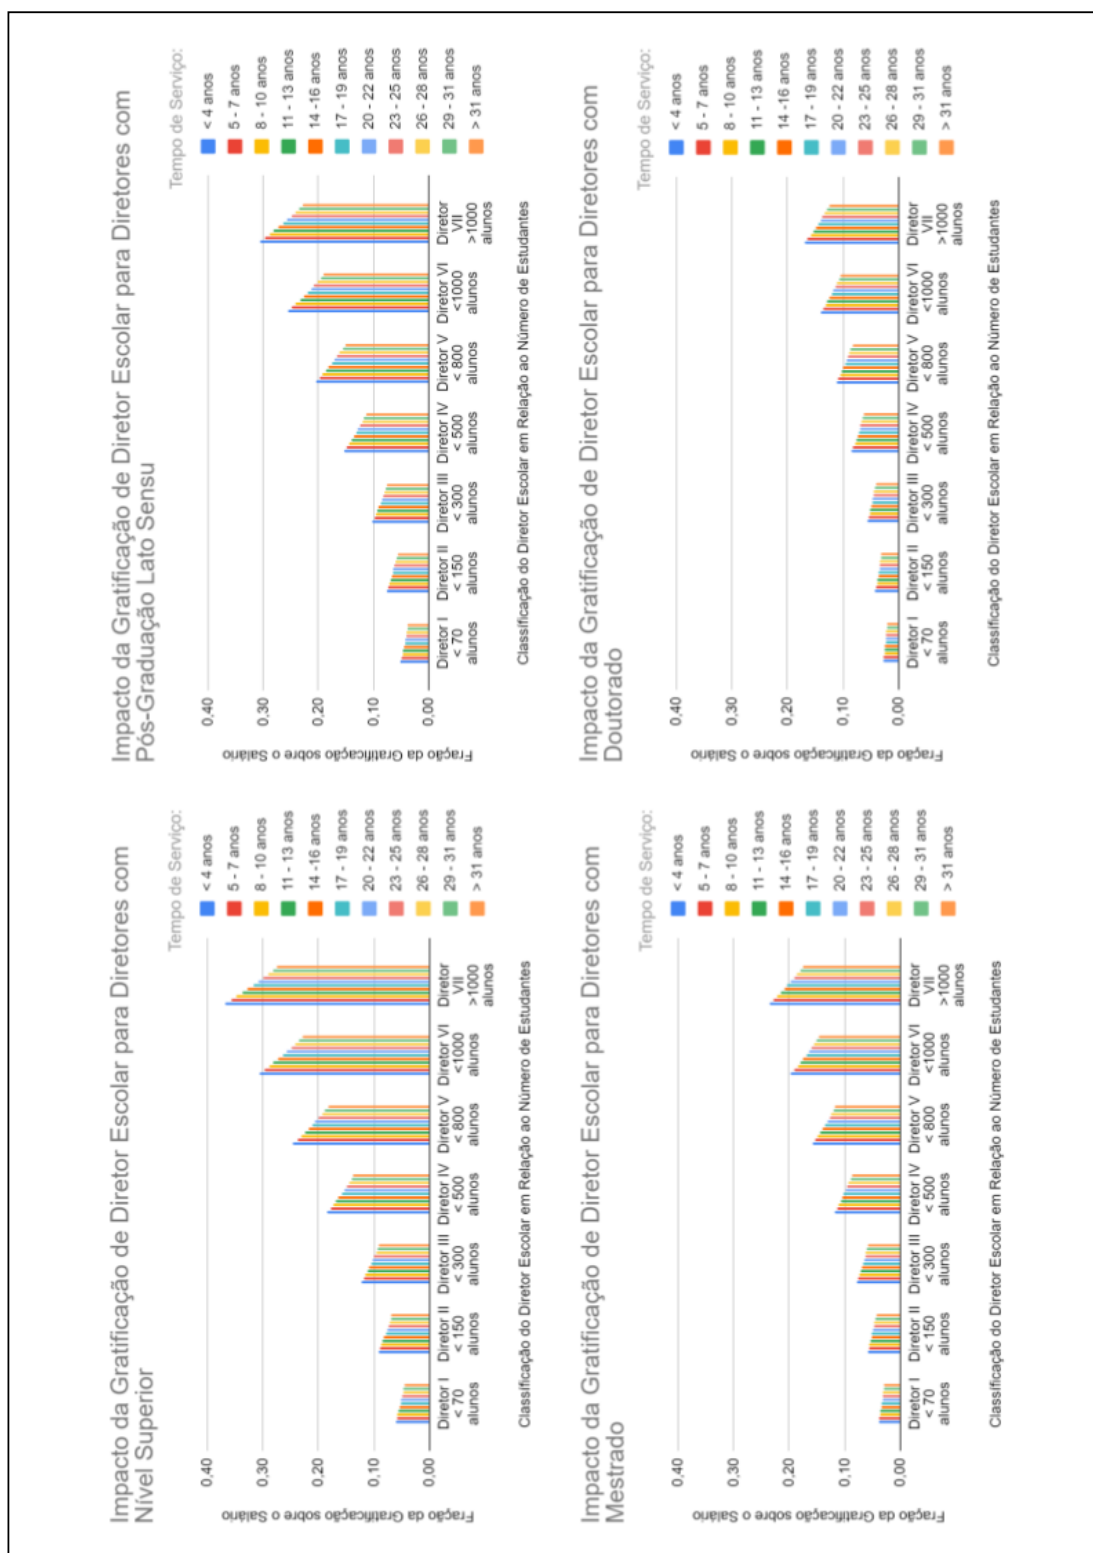 Impacto da Gratificação de Diretor Escolar para Diretores com
Nível Superior
Fração da Gratificação sobre o Salário
0,40
0,30
0,20
0,10
0,00
Diretor I
< 70
alunos
Diretor II
< 150
alunos
Diretor III
< 300
alunos
Diretor IV
< 500
alunos
Diretor V
< 800
alunos
Diretor VI
<1000
alunos
Diretor
VII
>1000
alunos
Classificação do Diretor Escolar em Relação ao Número de Estudantes
Tempo de Serviço:
< 4 anos
5 - 7 anos
8 - 10 anos
11 - 13 anos
14 -16 anos
17 - 19 anos
20 - 22 anos
23 - 25 anos
26 - 28 anos
29 - 31 anos
> 31 anos
Impacto da Gratificação de Diretor Escolar para Diretores com
Pós-Graduação Lato Sensu
Fração da Gratificação sobre o Salário
0,40
0,30
0,20
0,10
0,00
Diretor I
< 70
alunos
Diretor II
< 150
alunos
Diretor III
< 300
alunos
Diretor IV
< 500
alunos
Diretor V
< 800
alunos
Diretor VI
<1000
alunos
Diretor
VII
>1000
alunos
Classificação do Diretor Escolar em Relação ao Número de Estudantes
Tempo de Serviço:
< 4 anos
5 - 7 anos
8 - 10 anos
11 - 13 anos
14 -16 anos
17 - 19 anos
20 - 22 anos
23 - 25 anos
26 - 28 anos
29 - 31 anos
> 31 anos
Impacto da Gratificação de Diretor Escolar para Diretores com
Mestrado
Fração da Gratificação sobre o Salário
0,40
0,30
0,20
0,10
0,00
Diretor I
< 70
alunos
Diretor II
< 150
alunos
Diretor III
< 300
alunos
Diretor IV
< 500
alunos
Diretor V
< 800
alunos
Diretor VI
<1000
alunos
Diretor
VII
>1000
alunos
Classificação do Diretor Escolar em Relação ao Número de Estudantes
Tempo de Serviço:
< 4 anos
5 - 7 anos
8 - 10 anos
11 - 13 anos
14 -16 anos
17 - 19 anos
20 - 22 anos
23 - 25 anos
26 - 28 anos
29 - 31 anos
> 31 anos
Impacto da Gratificação de Diretor Escolar para Diretores com
Doutorado
Fração da Gratificação sobre o Salário
0,40
0,30
0,20
0,10
0,00
Diretor I
< 70
alunos
Diretor II
< 150
alunos
Diretor III
< 300
alunos
Diretor IV
< 500
alunos
Diretor V
< 800
alunos
Diretor VI
<1000
alunos
Diretor
VII
>1000
alunos
Classificação do Diretor Escolar em Relação ao Número de Estudantes
Tempo de Serviço:
< 4 anos
5 - 7 anos
8 - 10 anos
11 - 13 anos
14 -16 anos
17 - 19 anos
20 - 22 anos
23 - 25 anos
26 - 28 anos
29 - 31 anos
> 31 anos